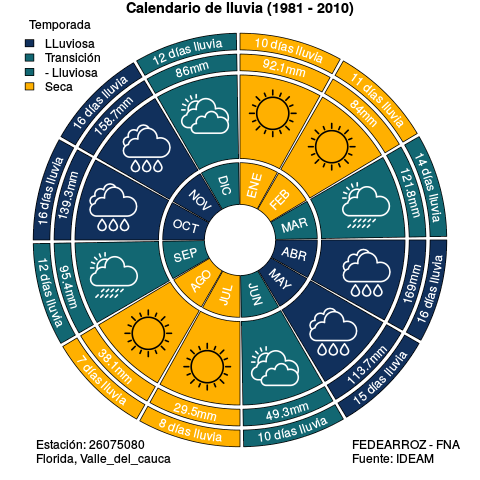 Calendario de lluvia (1981 - 2010)
Temporada
LLuviosa
Transición
- Lluviosa
Seca
10 días lluvia
92.1mm
ENE
11 días lluvia
84mm
FEB
14 días lluvia
121.8mm
MAR
16 días lluvia
169mm
ABR
15 días lluvia
113.7mm
MAY
10 días lluvia
49.3mm
JUN
8 días lluvia
29.5mm
JUL
7 días lluvia
38.1mm
AGO
12 días lluvia
95.4mm
SEP
16 días lluvia
139.3mm
OCT
16 días lluvia
158.7mm
NOV
12 días lluvia
86mm
DIC
Estación: 26075080
Florida, Valle_del_cauca
FEDEARROZ - FNA
Fuente: IDEAM